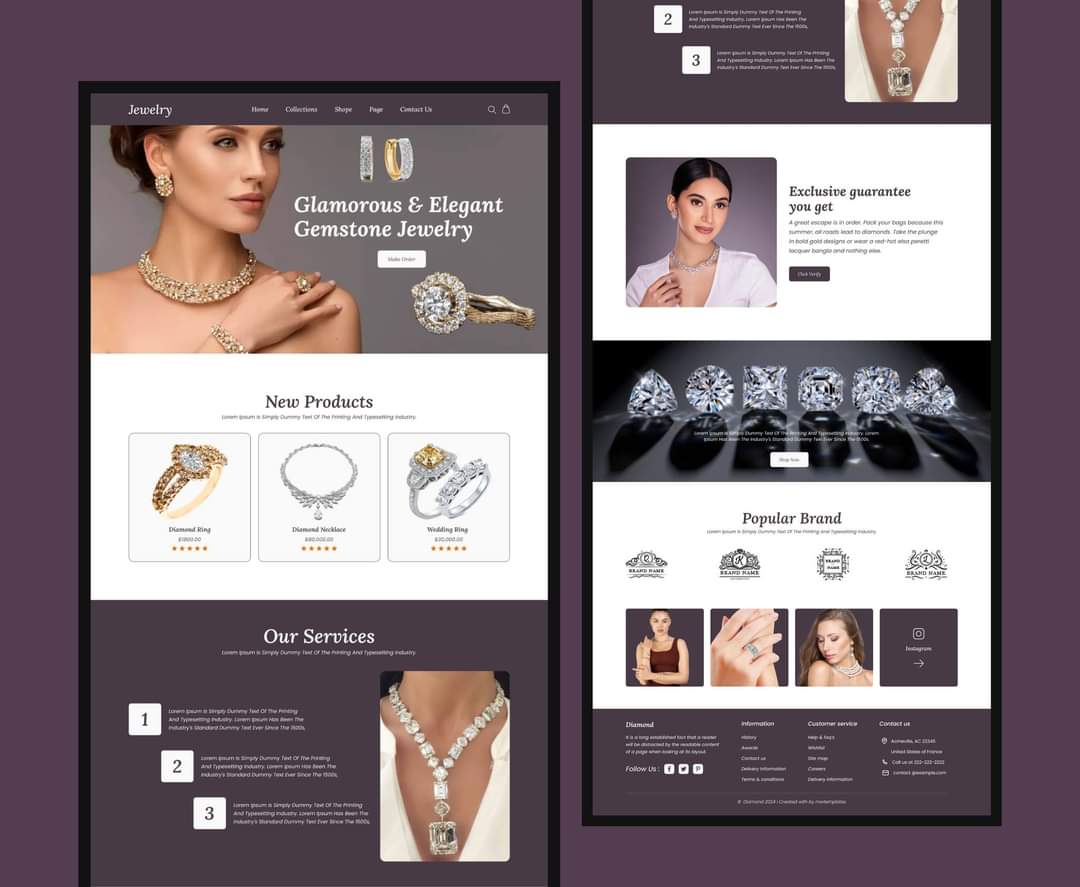 Jewelry
Home Collections Shope Page Contact Us
Glamorous & Elegant
Gemstone Jewelry
Make Order
New Products
Lorem Ipsum Is Simply Dummy Text Of The Printing And Typesetting Industry.
Diamond Ring
$1800.00
Diamond Necklace
$80,000.00
Wedding Ring
$30,000.00
Our Services
Lorem Ipsum Is Simply Dummy Text Of The Printing And Typesetting Industry.
1
Lorem Ipsum Is Simply Dummy Text Of The Printing
And Typesetting Industry. Lorem Ipsum Has Been The
Industry's Standard Dummy Text Ever Since The 1500s,
2
Lorem Ipsum Is Simply Dummy Text Of The Printing
And Typesetting Industry. Lorem Ipsum Has Been The
Industry's Standard Dummy Text Ever Since The 1500s,
3
Lorem Ipsum Is Simply Dummy Text Of The Printing
And Typesetting Industry. Lorem Ipsum Has Been The
Industry's Standard Dummy Text Ever Since The 1500s,
2
Lorem Ipsum Is Simply Dummy Text Of The Printing
And Typesetting Industry. Lorem Ipsum Has Been The
Industry's Standard Dummy Text Ever Since The 1500s,
3
Lorem Ipsum Is Simply Dummy Text Of The Printing
And Typesetting Industry. Lorem Ipsum Has Been The
Industry's Standard Dummy Text Ever Since The 1500s,
Exclusive guarantee
you get
A great escape is in order. Pack your bags because this
summer, all roads lead to diamonds. Take the plunge
in bold gold designs or wear a red-hot elsa peretti
lacquer bangle and nothing else.
Click Verify
Lorem Ipsum Is Simply Dummy Text Of The Printing And Typesetting Industry. Lorem
Ipsum Has Been The Industry's Standard Dummy Text Ever Since The 1500s,
Shop Now
Popular Brand
Lorem Ipsum Is Simply Dummy Text Of The Printing And Typesetting Industry.
BRAND NAME
K
BRAND NAME
BRAND
NAME
BRAND NAME
Instagram
Diamond
It is a long established fact that a reader
will be distracted by the readable content
of a page when looking at its layout.
Follow Us :
Information
History
Awards
Contact us
Delivery information
Terms & conditions
Customer service
Help & Faq's
Wishlist
Site map
Careers
Delivery information
Contact us
Acmeville, AC 22345
United States of France
Call us at 222-222-2222
contact @example.com
© Diamond 2024 | Created with by msxtemplates